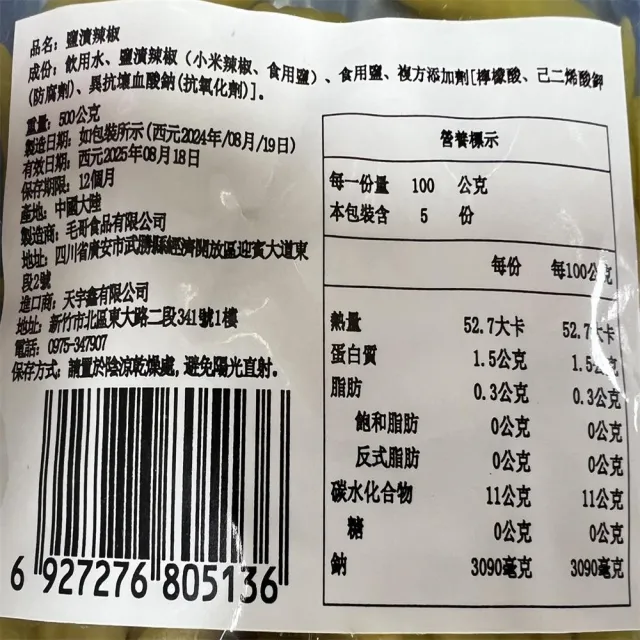 品名: 鹽漬辣椒
成份: 飲用水、鹽漬辣椒 (小米辣椒、食用鹽)、食用鹽、複方添加劑[檸檬酸、己二烯酸鉀
(防腐劑)、異抗壞血酸鈉(抗氧化劑)].
重量: 500公克
製造日期: 如包裝所示(西元2024年/08月/19日)
有效日期: 西元2025年08月18日
保存期限: 12個月
產地: 中國大陸
製造商: 毛哥食品有限公司
地址: 四川省廣安市武勝縣經濟開放區迎賓大道東
段2號
進口商: 天宇鑫有限公司
地址: 新竹市北區東大路二段341號1樓
電話: 0975-347907
保存方式: 請置於陰涼乾燥處, 避免陽光直射.
6 927276 805136
營養標示
每一份量 100 公克
本包裝含 5 份
每份 每100公克
熱量 52.7大卡 52.7大卡
蛋白質 1.5公克 1.5公克
脂肪 0.3公克 0.3公克
飽和脂肪 0公克 0公克
反式脂肪 0公克 0公克
碳水化合物 11公克 11公克
糖 0公克 0公克
鈉 3090毫克 3090毫克